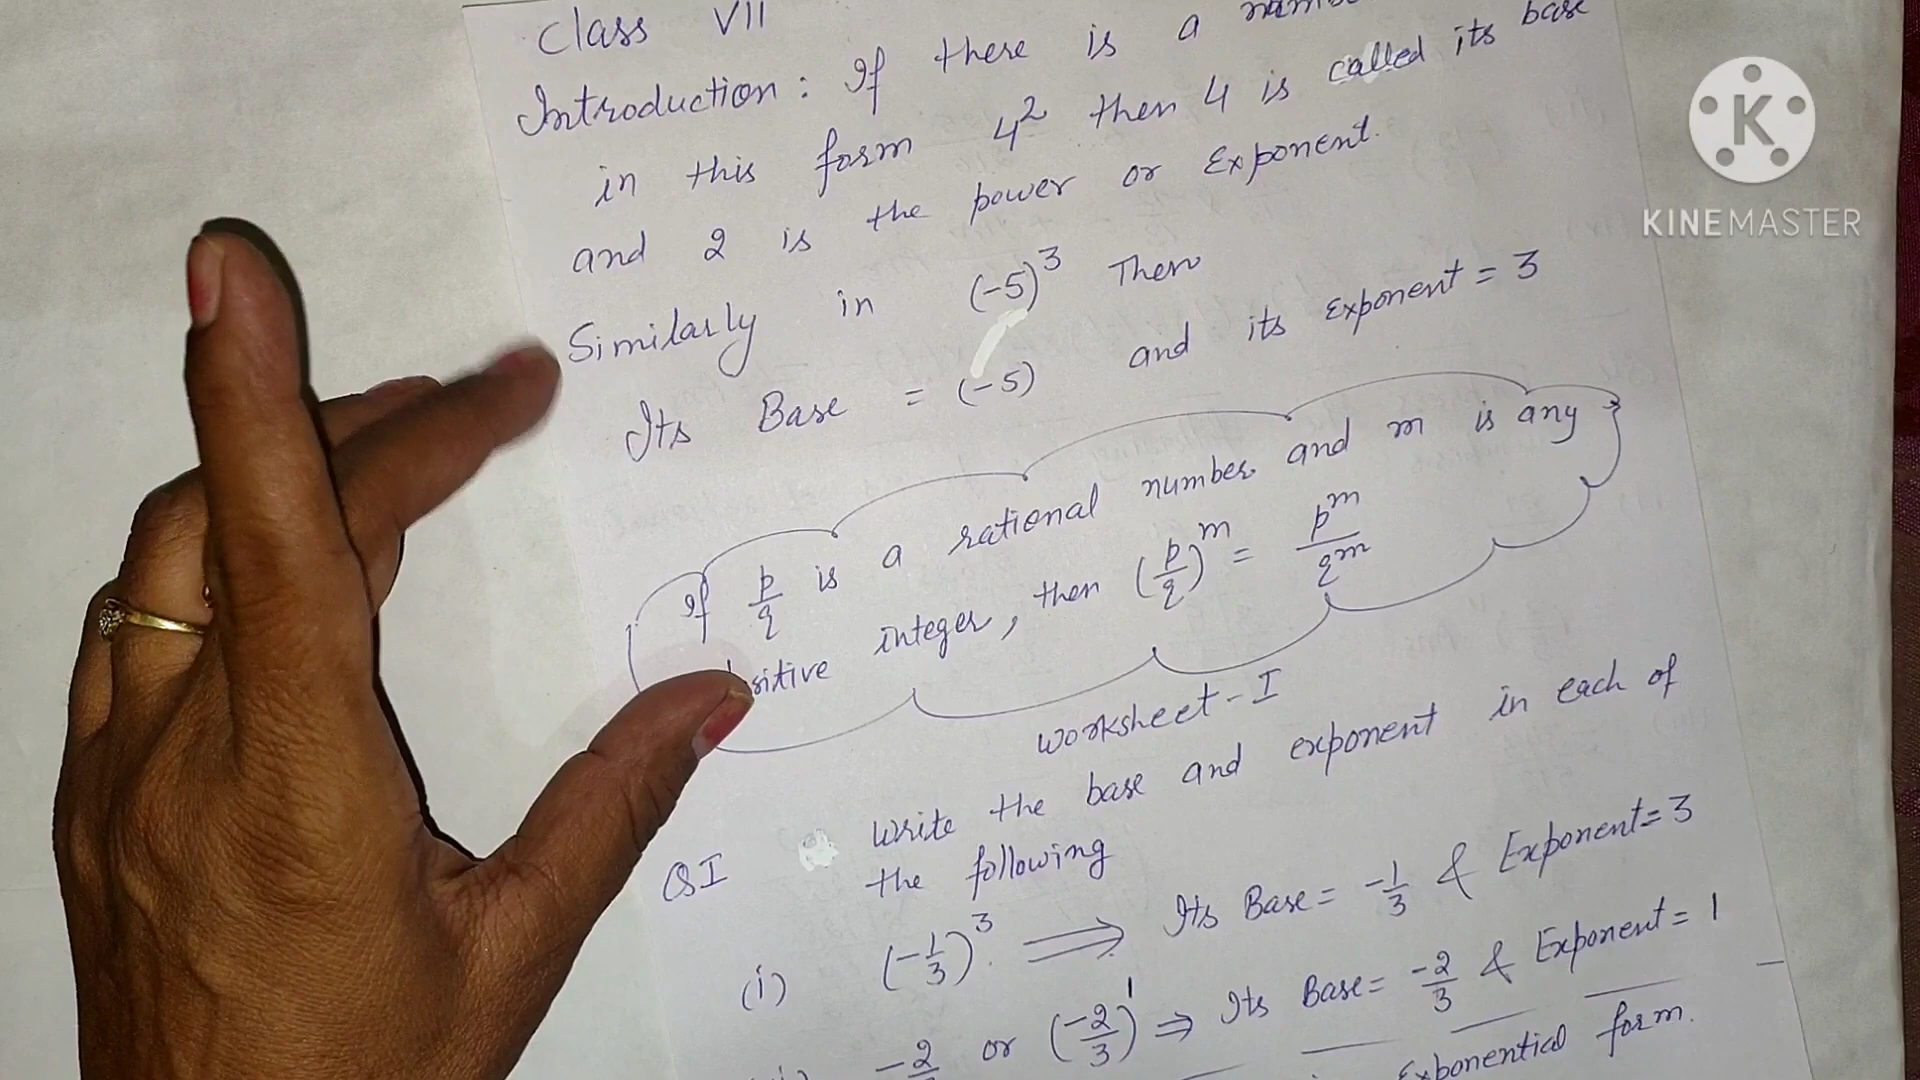 Class VII
Introduction: If there is a
in this form 4² then 4 is called its base
and 2 is the power or Exponent.
Similarly in (-5)³ Then
Its Base = (-5) and its Exponent = 3
If p/q is a rational number and m is any
sitive integer, then (p/q)^m = p^m/q^m
Worksheet - I
QI Write the base and exponent in each of
the following
(i) (-1/3)³ ⟹ Its Base = -1/3 & Exponent = 3
-2 or (-2/3)¹ ⇒ Its Base = -2/3 & Exponent = 1
Exponential form.
K
KINEMASTER